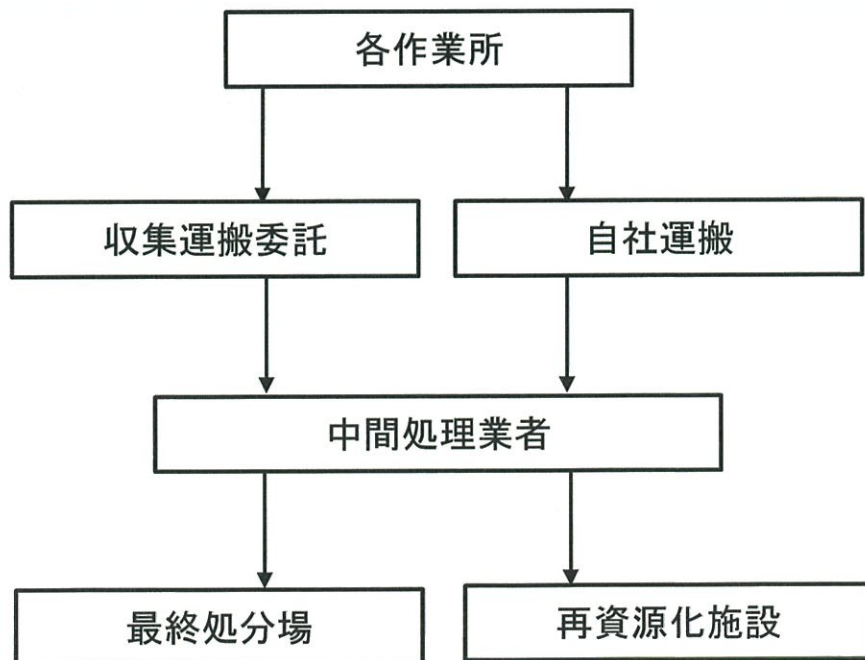 各作業所
収集運搬委託
自社運搬
中間処理業者
最終処分場
再資源化施設